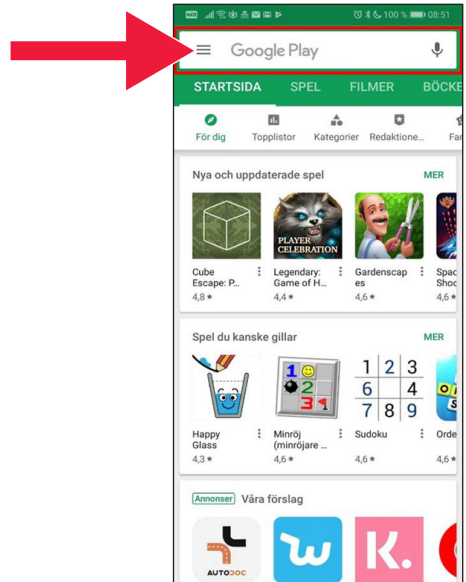 100 % 08:51
Google Play
STARTSIDA SPEL FILMER BÖCKE
För dig Topplistor Kategorier Redaktione... Far
Nya och uppdaterade spel MER
PLAYER
CELEBRATION
Cube
Escape: P...
4,8★
Legendary:
Game of H...
4,4★
Gardenscap
es
4,6★
Spac
Shoo
4,6★
Spel du kanske gillar MER
1 2 3
1 2 3
6 4
7 8 9
Happy
Glass
4,3★
Minröj
(minröjare ...
4,6★
Sudoku
4,6★
Orde
4,6★
Annonser Våra förslag
AUTODOC
K.